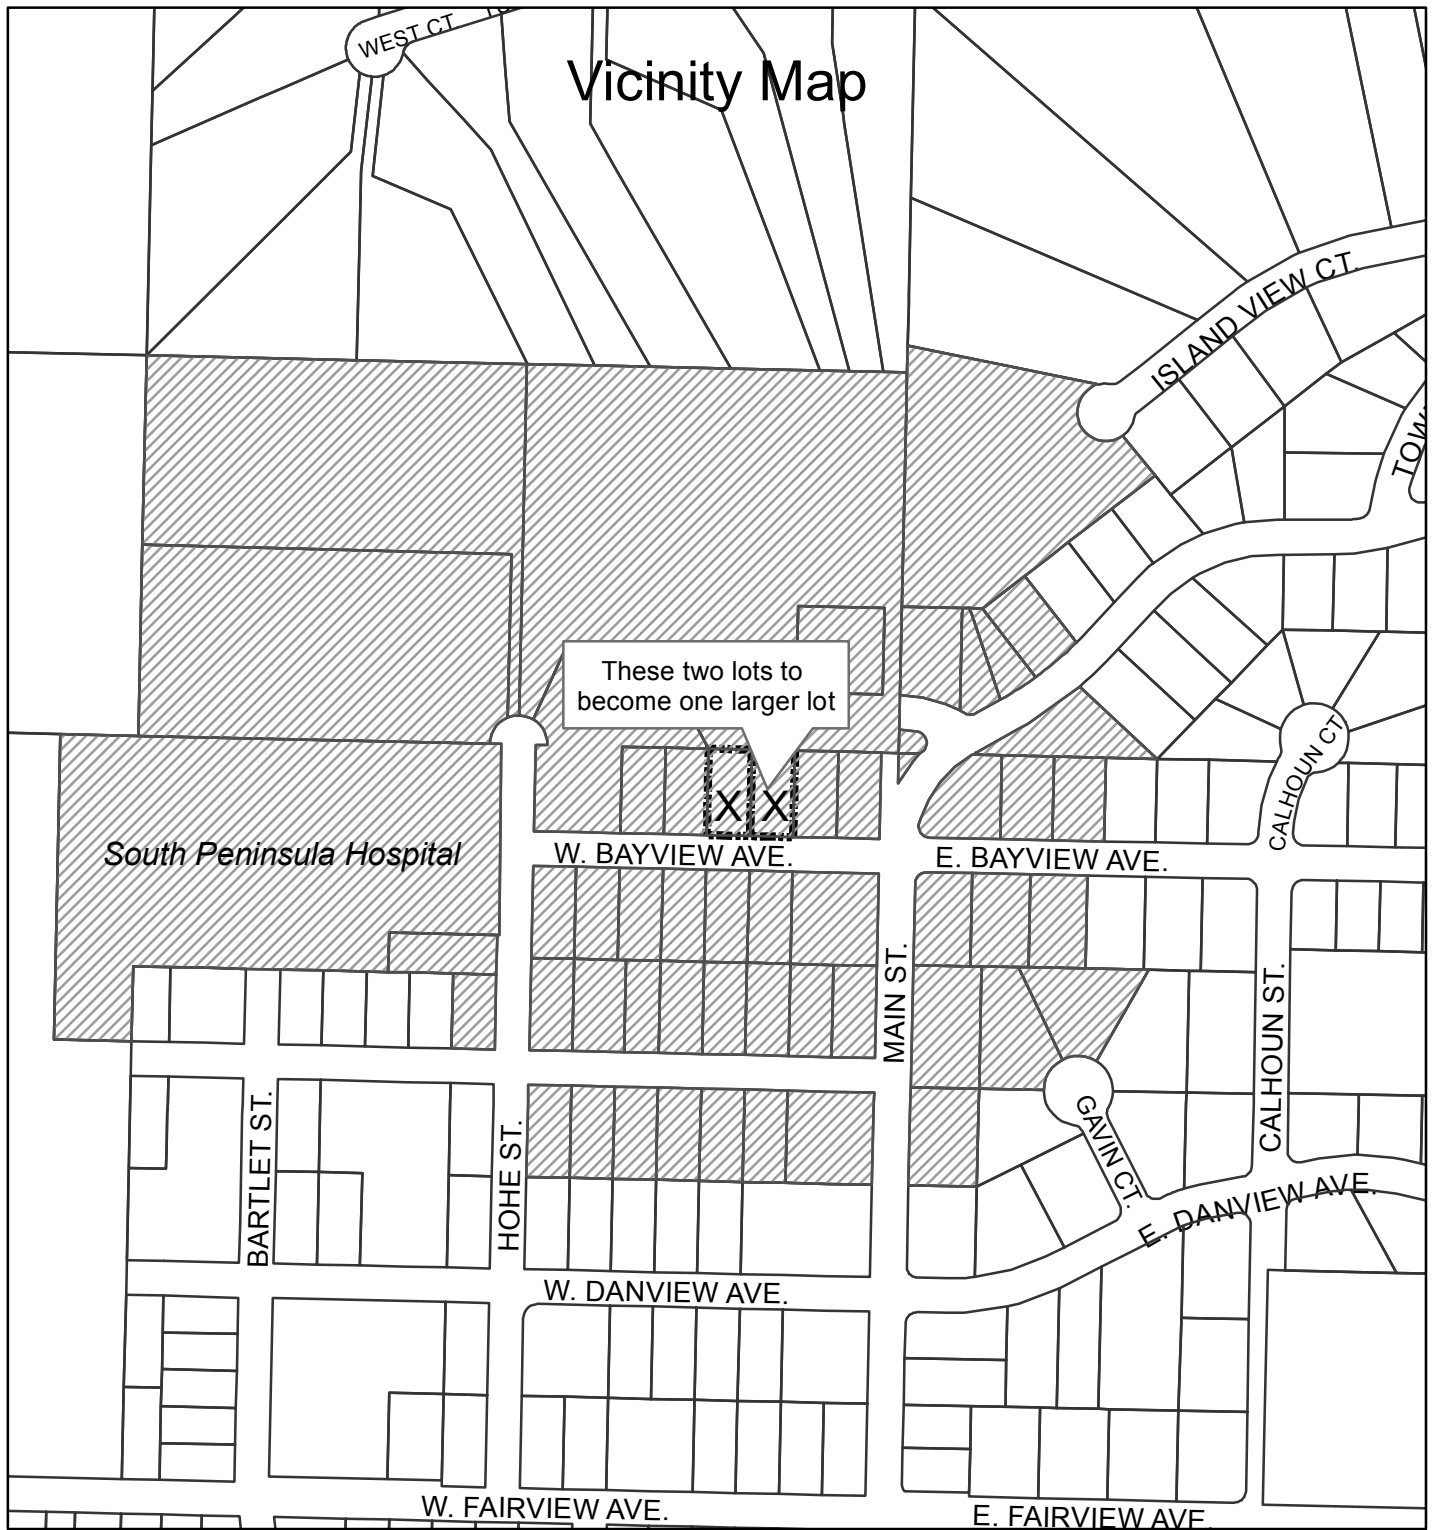 WEST CT.
Vicinity Map
ISLAND VIEW CT.
These two lots to
become one larger lot
CALHOUN CT
X X
South Peninsula Hospital
W. BAYVIEW AVE.
E. BAYVIEW AVE.
MAIN ST.
CALHOUN ST.
BARTLET ST.
HOHE ST.
GAVIN CT.
E. DANVIEW AVE.
W. DANVIEW AVE.
W. FAIRVIEW AVE.
E. FAIRVIEW AVE.